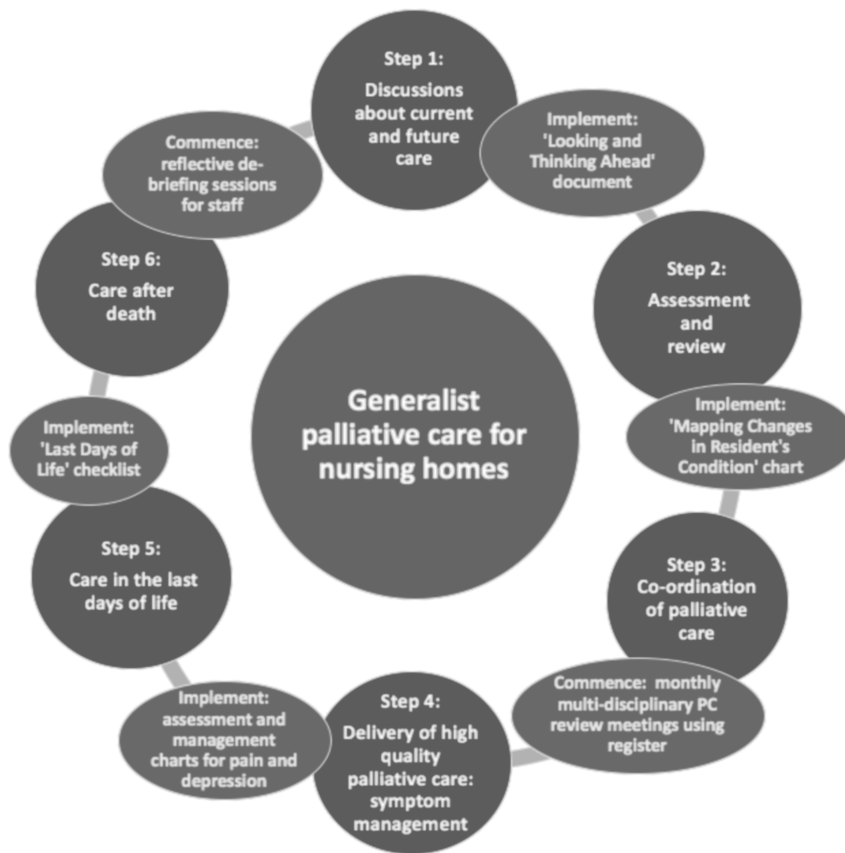 Step 1:
Discussions
about current
and future
care
Implement:
'Looking and
Thinking Ahead'
document
Step 2:
Assessment
and
review
Implement:
'Mapping Changes
in Resident's
Condition' chart
Step 3:
Co-ordination
of palliative
care
Commence: monthly
multi-disciplinary PC
review meetings using
register
Step 4:
Delivery of high
quality
palliative care:
symptom
management
Implement:
assessment and
management
charts for pain and
depression
Step 5:
Care in the last
days of life
Implement:
'Last Days of
Life' checklist
Step 6:
Care after
death
Commence:
reflective de-
briefing sessions
for staff
Generalist
palliative care for
nursing homes